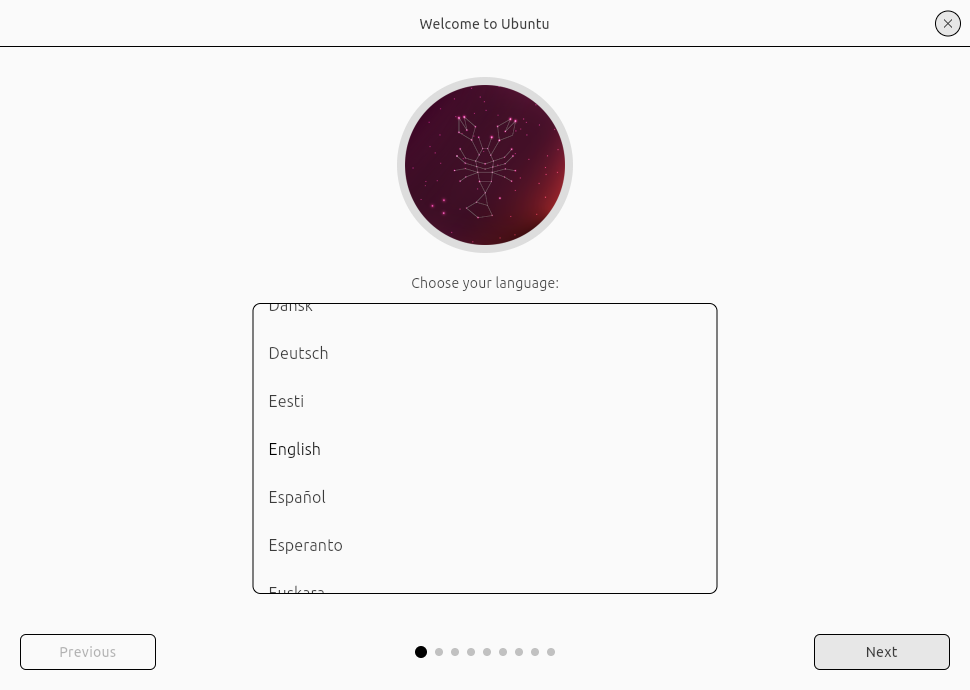 Welcome to Ubuntu
Choose your language:
Dansk
Deutsch
Eesti
English
Español
Esperanto
Euskara
Previous
Next